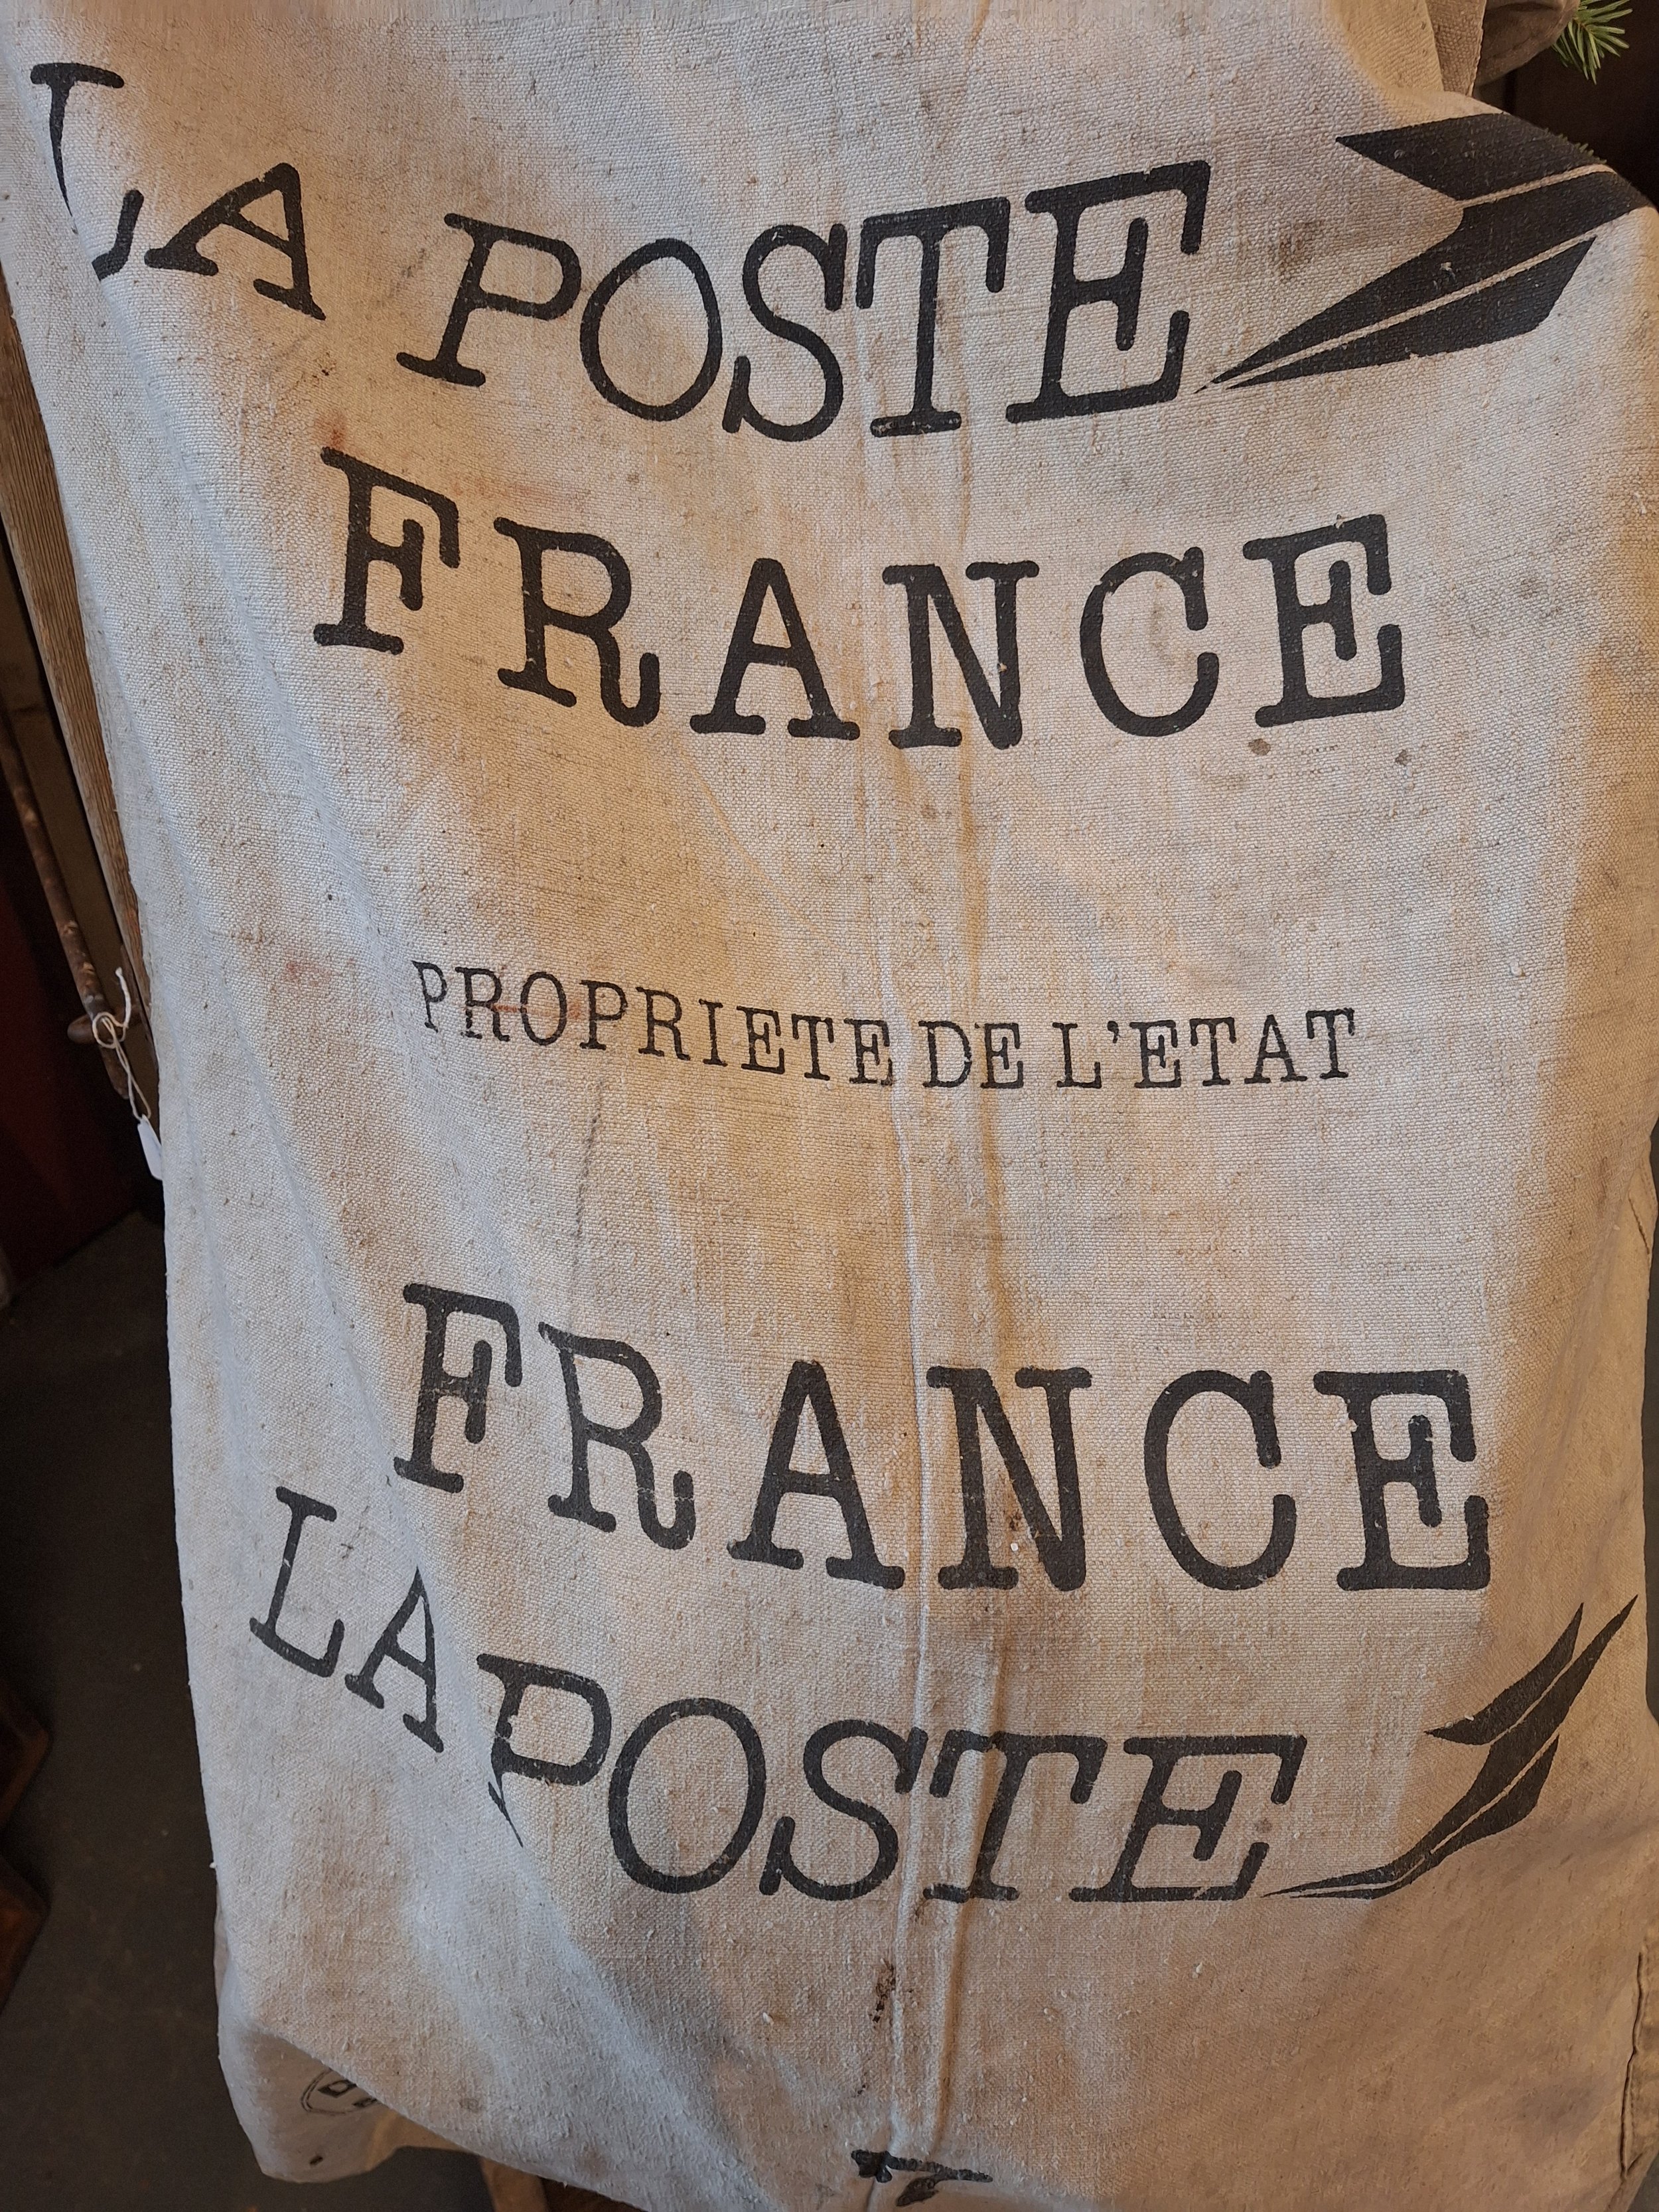 LA POSTE
FRANCE
PROPRIETE DE L'ETAT
FRANCE
LA POSTE